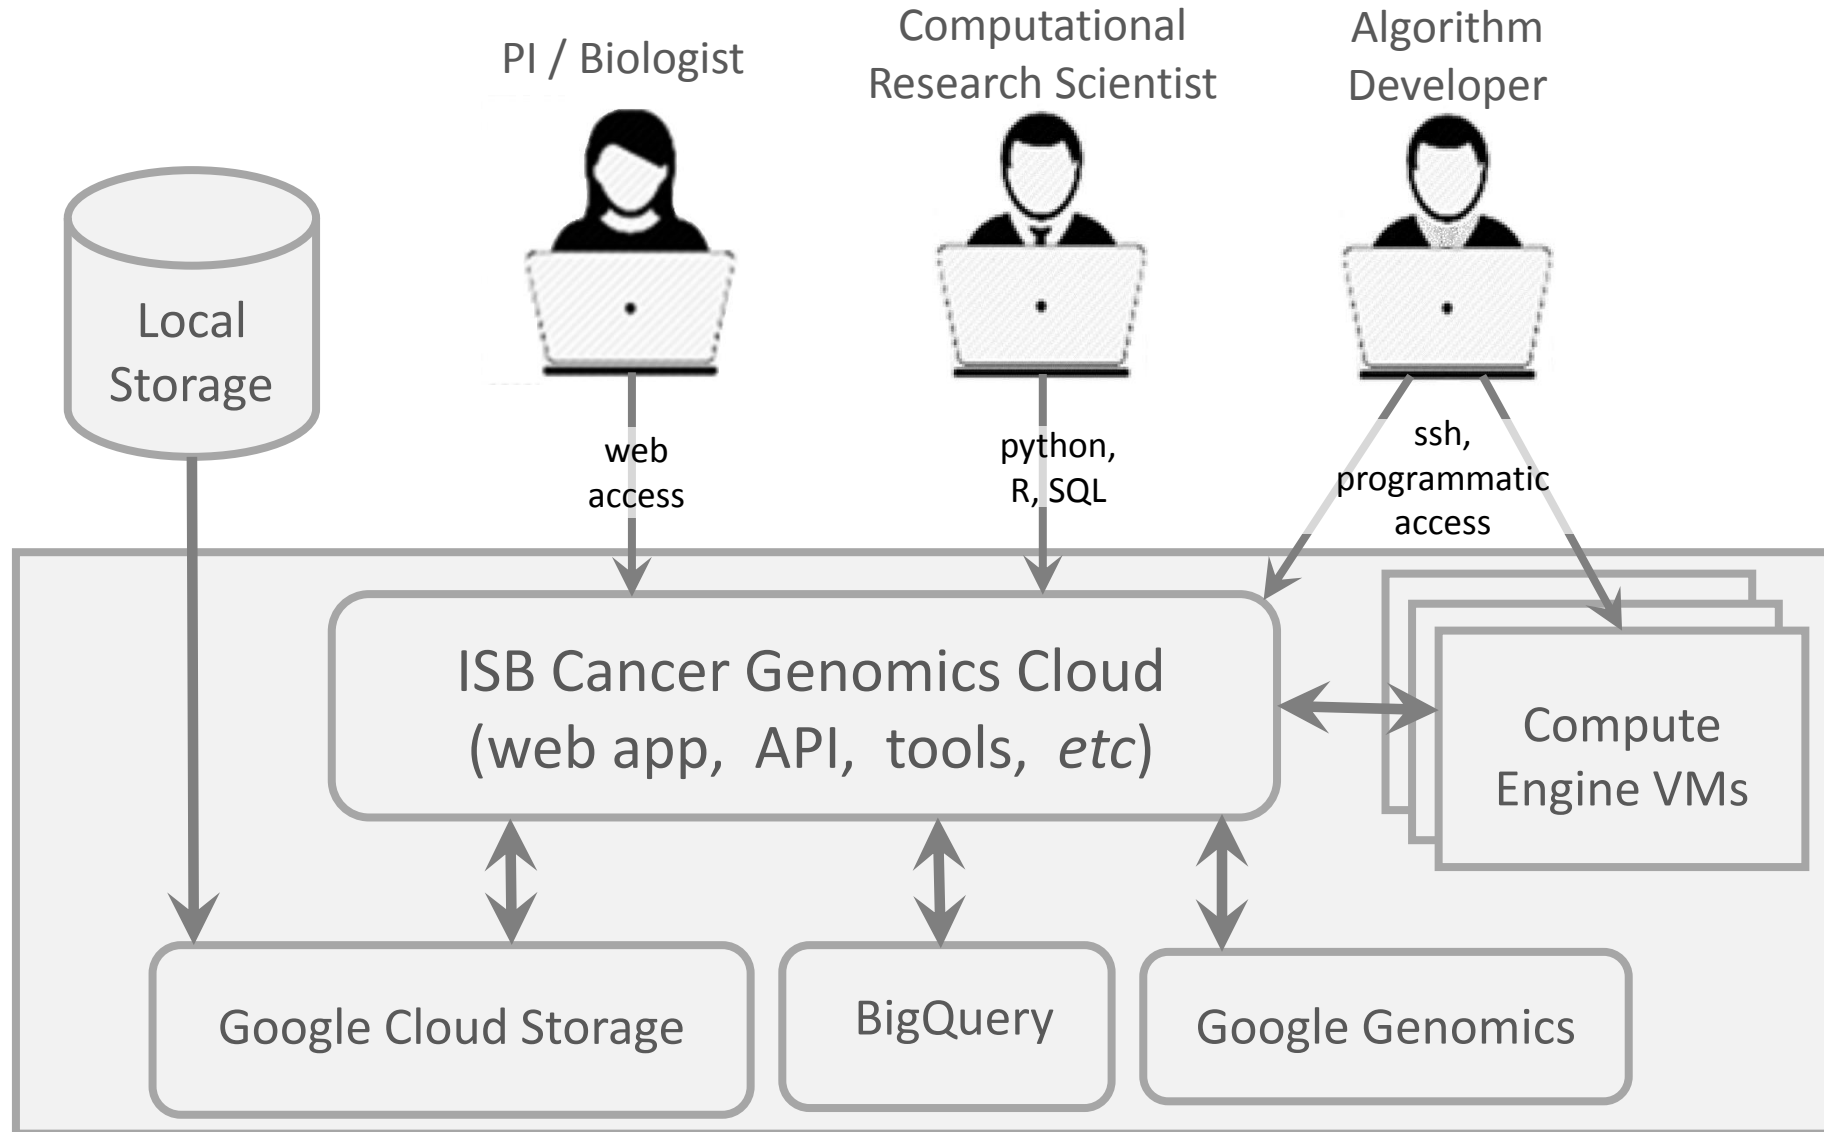 PI / Biologist
Computational
Research Scientist
Algorithm
Developer
Local
Storage
web
access
python,
R, SQL
ssh,
programmatic
access
ISB Cancer Genomics Cloud
(web app, API, tools, etc)
Compute
Engine VMs
Google Cloud Storage
BigQuery
Google Genomics